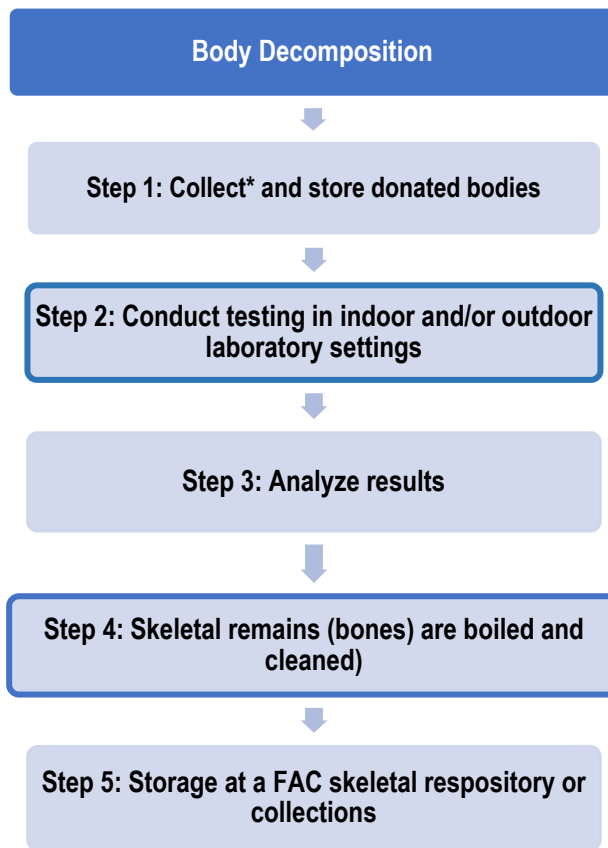 Body Decomposition
Step 1: Collect* and store donated bodies
Step 2: Conduct testing in indoor and/or outdoor
laboratory settings
Step 3: Analyze results
Step 4: Skeletal remains (bones) are boiled and
cleaned)
Step 5: Storage at a FAC skeletal respository or
collections